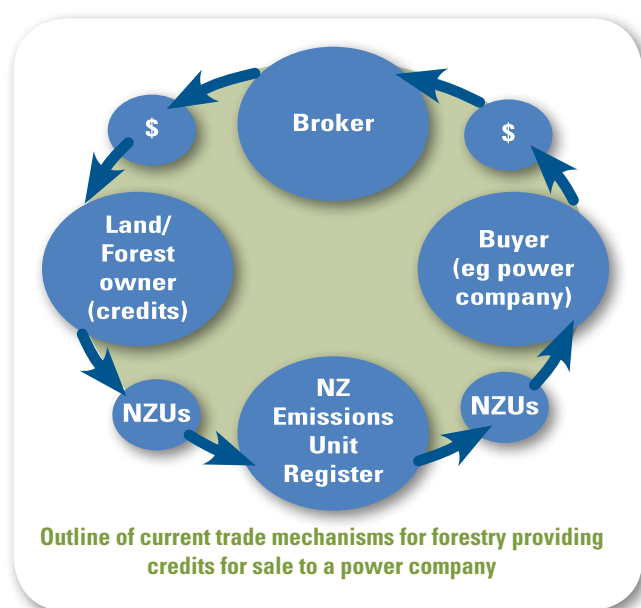 Broker
$
$
Land/
Forest
owner
(credits)
Buyer
(eg power
company)
NZUs
NZ
Emissions
Unit
Register
NZUs
Outline of current trade mechanisms for forestry providing
credits for sale to a power company